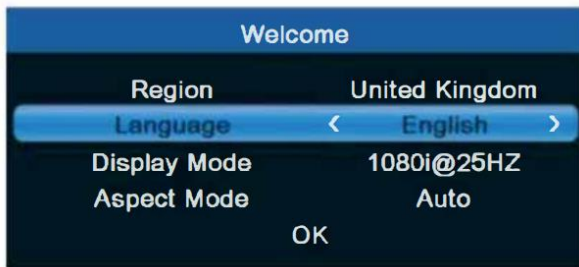 Welcome
Region United Kingdom
Language < English >
Display Mode 1080i@25HZ
Aspect Mode Auto
OK